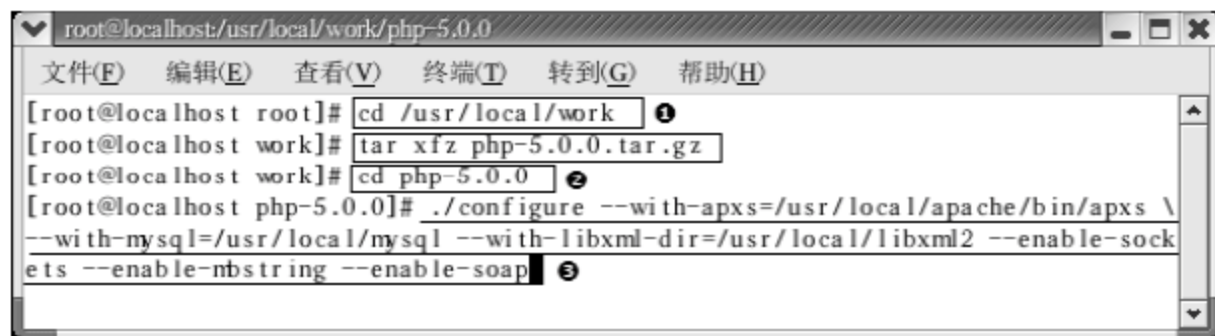 root@localhost:/usr/local/work/php-5.0.0
文件(F) 编辑(E) 查看(V) 终端(T) 转到(G) 帮助(H)
[root@localhost root]# cd /usr/local/work ❶
[root@localhost work]# tar xfz php-5.0.0.tar.gz
[root@localhost work]# cd php-5.0.0 ❷
[root@localhost php-5.0.0]# ./configure --with-apxs=/usr/local/apache/bin/apxs \
--with-mysql=/usr/local/mysql --with-libxml-dir=/usr/local/libxml2 --enable-sock
ets --enable-mbstring --enable-soap ❸